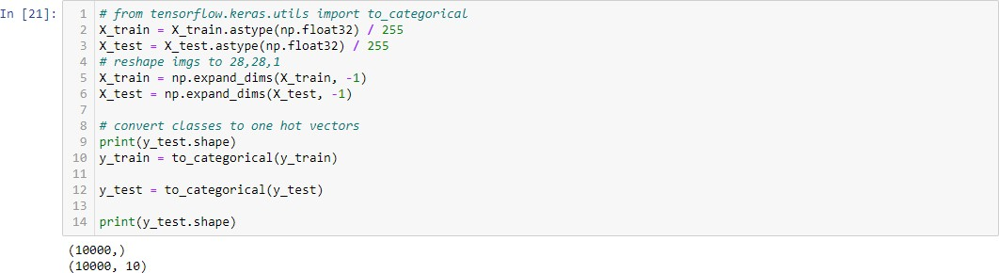 In [21]:
1 # from tensorflow.keras.utils import to_categorical
2 X_train = X_train.astype(np.float32) / 255
3 X_test = X_test.astype(np.float32) / 255
4 # reshape imgs to 28,28,1
5 X_train = np.expand_dims(X_train, -1)
6 X_test = np.expand_dims(X_test, -1)
7
8 # convert classes to one hot vectors
9 print(y_test.shape)
10 y_train = to_categorical(y_train)
11
12 y_test = to_categorical(y_test)
13
14 print(y_test.shape)
(10000,)
(10000, 10)